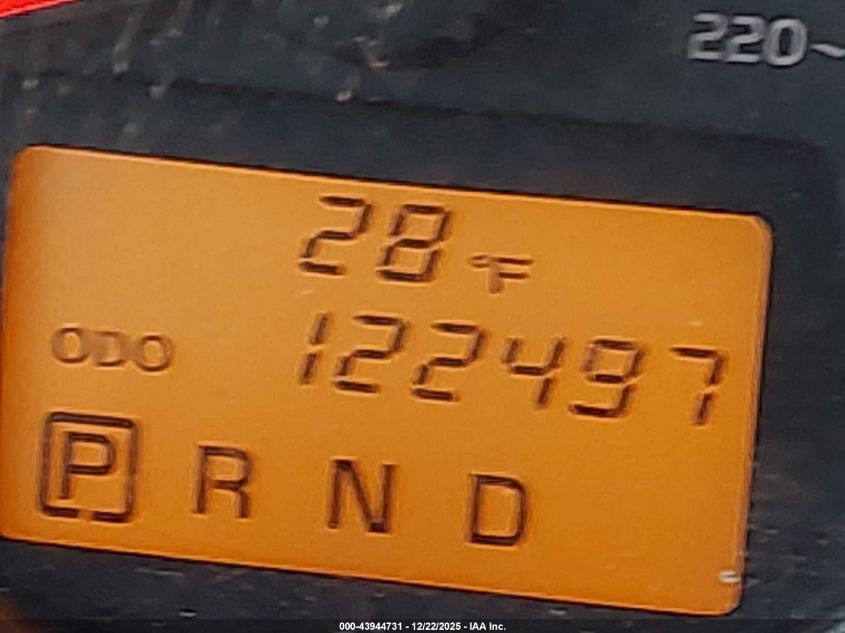 220
28 °F
ODO 122497
P R N D
000-43944731 - 12/22/2025 - IAA Inc.